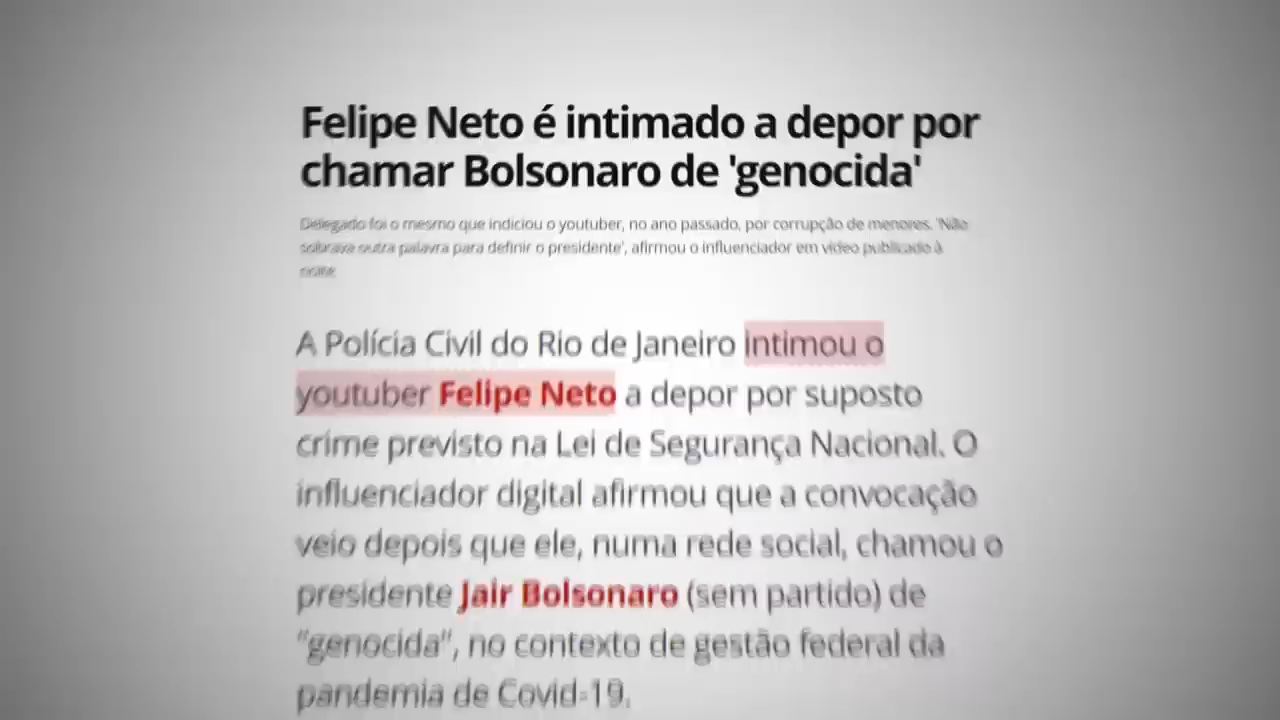 Felipe Neto é intimado a depor por
chamar Bolsonaro de 'genocida'
Delegado foi o mesmo que indiciou o youtuber, no ano passado, por corrupção de menores. 'Não
sobrava outra palavra para definir o presidente', afirmou o influenciador em vídeo publicado à
noite
A Polícia Civil do Rio de Janeiro intimou o
youtuber Felipe Neto a depor por suposto
crime previsto na Lei de Segurança Nacional. O
influenciador digital afirmou que a convocação
veio depois que ele, numa rede social, chamou o
presidente Jair Bolsonaro (sem partido) de
"genocida", no contexto de gestão federal da
pandemia de Covid-19.